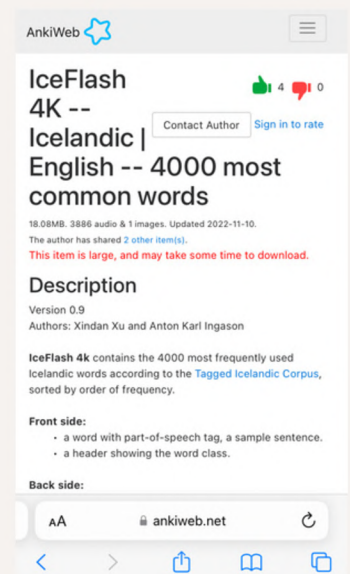 AnkiWeb
IceFlash
4K --
Icelandic |
English -- 4000 most
common words
4 0
Contact Author Sign in to rate
18.08MB. 3886 audio & 1 images. Updated 2022-11-10.
The author has shared 2 other item(s).
This item is large, and may take some time to download.
Description
Version 0.9
Authors: Xindan Xu and Anton Karl Ingason
IceFlash 4k contains the 4000 most frequently used
Icelandic words according to the Tagged Icelandic Corpus,
sorted by order of frequency.
Front side:
• a word with part-of-speech tag, a sample sentence.
• a header showing the word class.
Back side:
AA ankiweb.net